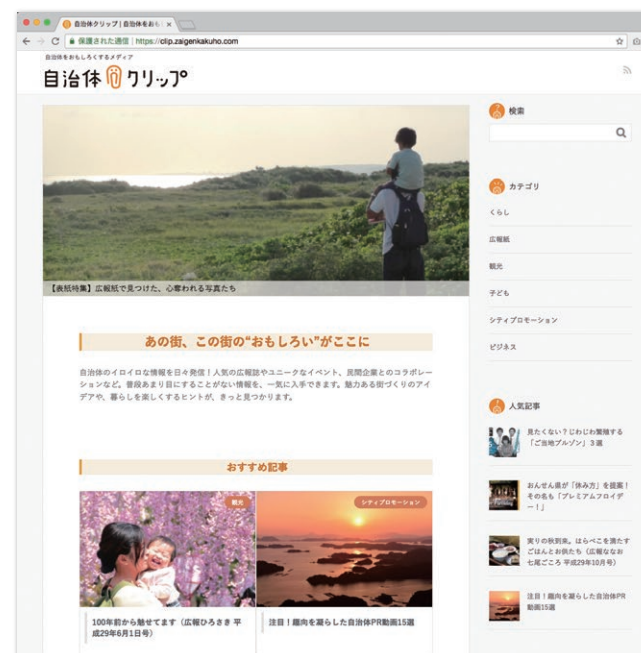 自治体クリップ | 自治体をおも
保護された通信 | https://clip.zaigenkakuho.com
自治体をおもしろくするメディア
自治体クリップ
【表紙特集】広報紙で見つけた、心奪われる写真たち
あの街、この街の“おもしろい”がここに
自治体のイロイロな情報を日々発信！人気の広報誌やユニークなイベント、民間企業とのコラボレー
ションなど。普段あまり目にすることがない情報を、一気に入手できます。魅力ある街づくりのアイ
デアや、暮らしを楽しくするヒントが、きっと見つかります。
おすすめ記事
観光
100年前から魅せてます（広報ひろさき 平
成29年6月1日号）
シティプロモーション
注目！趣向を凝らした自治体PR動画15選
検索
カテゴリ
くらし
広報紙
観光
子ども
シティプロモーション
ビジネス
人気記事
見たくない？じわじわ繁殖する
「ご当地ブルゾン」３選
おんせん県が「休み方」を提案！
その名も「プレミアムフロイデ
ー！」
実りの秋到来。はらぺこを満たす
ごはんとお供たち（広報ななお
七尾ごころ 平成29年10月号）
注目！趣向を凝らした自治体PR
動画15選